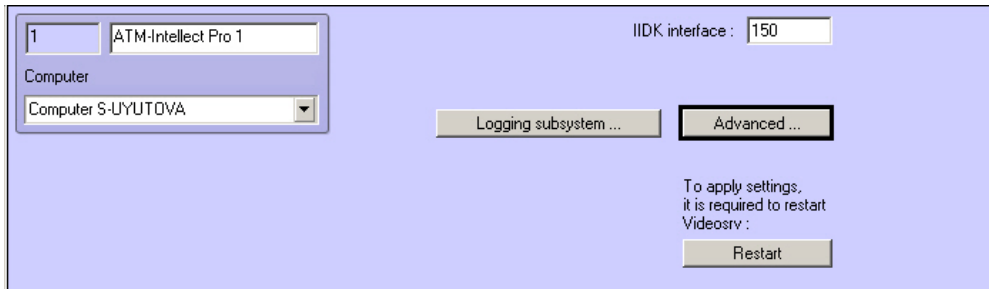 1
ATM-Intellect Pro 1
IIDK interface :
150
Computer
Computer S-UYUTOVA
Logging subsystem ...
Advanced ...
To apply settings,
it is required to restart
Videosrv :
Restart